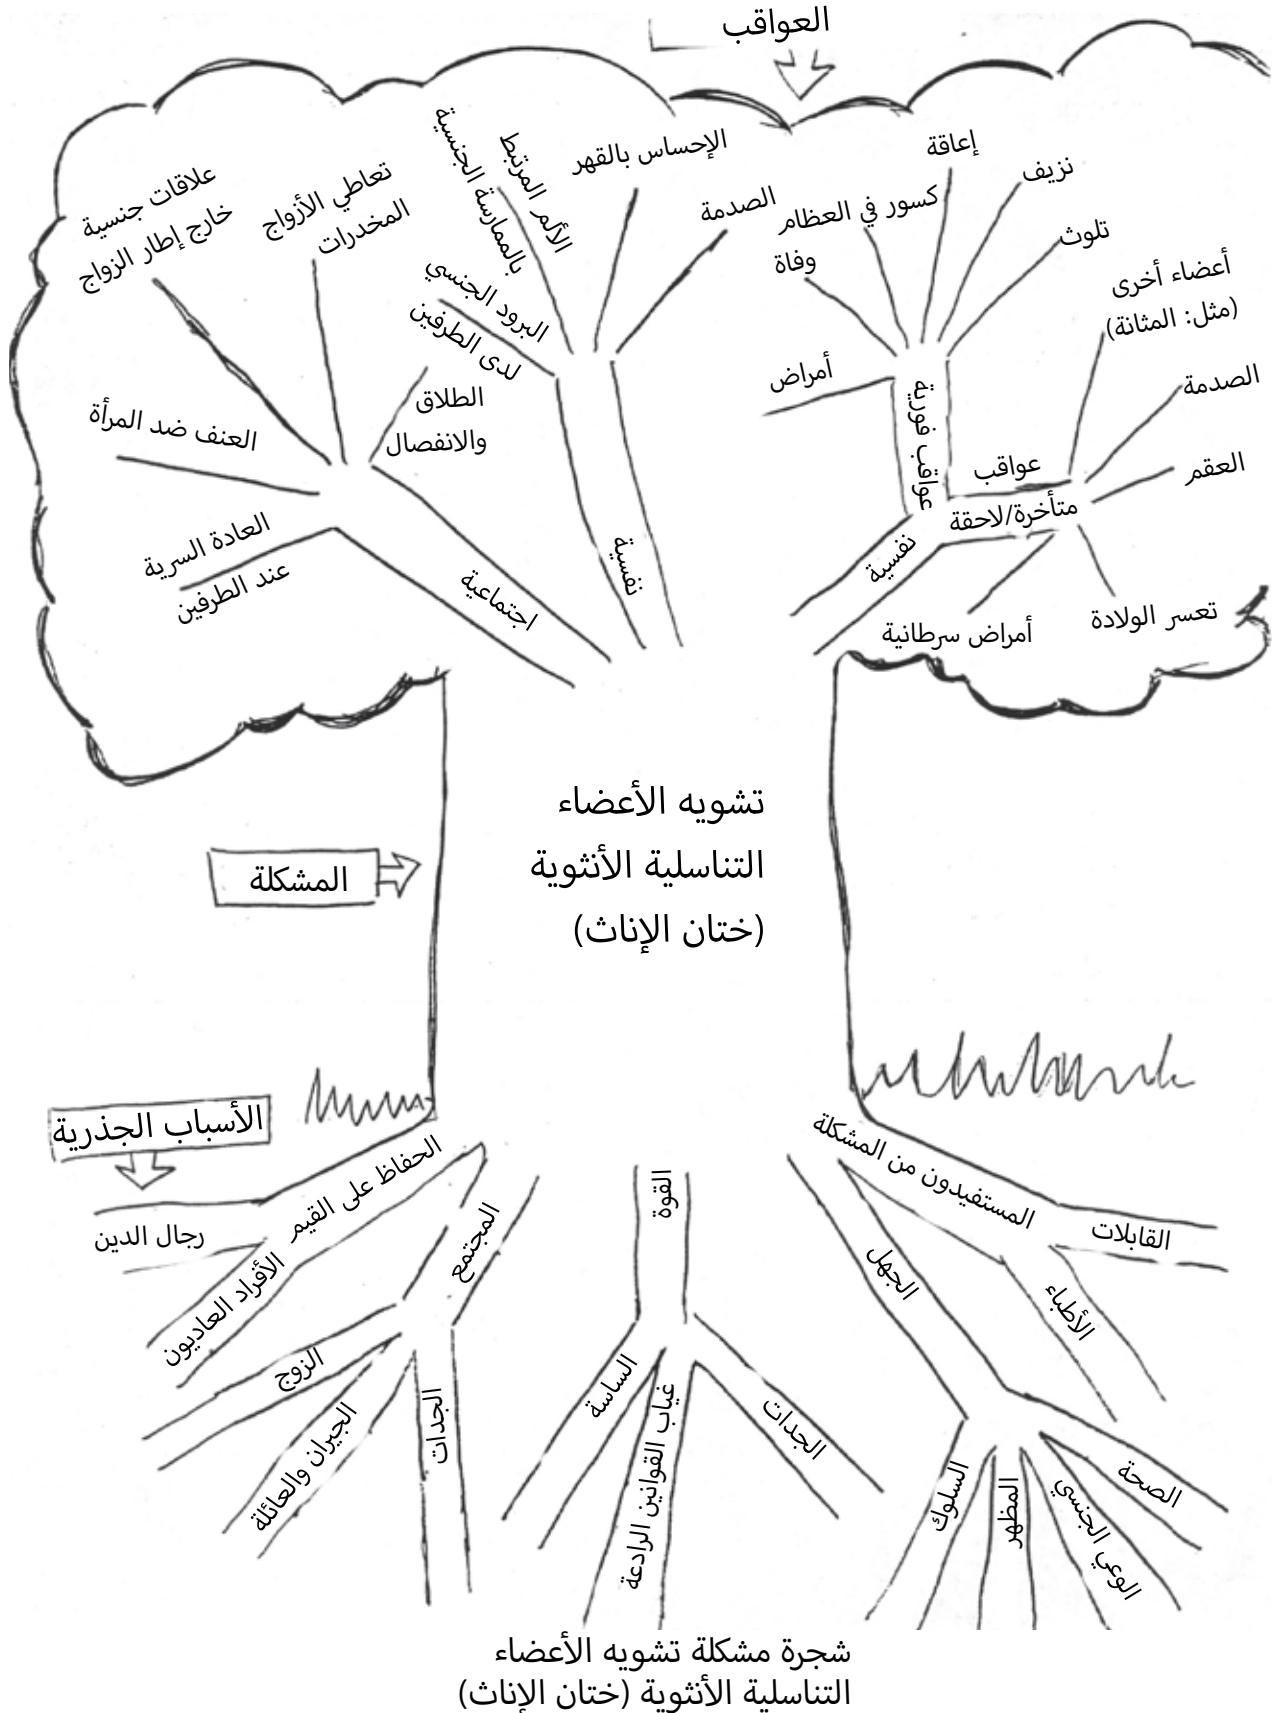 العواقب
علاقات جنسية
خارج إطار الزواج
تعاطي الأزواج
المخدرات
الألم المرتبط
بالممارسة الجنسية
الإحساس بالقهر
الصدمة
البرود الجنسي
لدى الطرفين
الطلاق
والانفصال
العنف ضد المرأة
العادة السرية
عند الطرفين
اجتماعية
نفسية
إعاقة
نزيف
كسور في العظام
تلوث
وفاة
أمراض
عواقب فورية
أعضاء أخرى
(مثل: المثانة)
الصدمة
العقم
عواقب
متأخرة/لاحقة
نفسية
تعسر الولادة
أمراض سرطانية
تشويه الأعضاء
التناسلية الأنثوية
(ختان الإناث)
المشكلة
الأسباب الجذرية
الحفاظ على القيم
رجال الدين
الأفراد العاديون
المجتمع
الزوج
الجيران والعائلة
الجدات
القوة
الساسة
غياب القوانين الرادعة
الجدات
المستفيدون من المشكلة
القابلات
الأطباء
الجهل
الصحة
الوعي الجنسي
المظهر
السلوك
شجرة مشكلة تشويه الأعضاء
التناسلية الأنثوية (ختان الإناث)